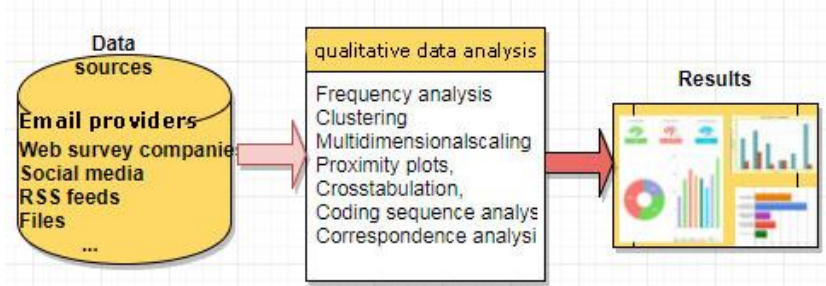 Data
sources
Email providers
Web survey companies
Social media
RSS feeds
Files
...
qualitative data analysis
Frequency analysis
Clustering
Multidimensionalscaling
Proximity plots,
Crosstabulation,
Coding sequence analys
Correspondence analysi
Results